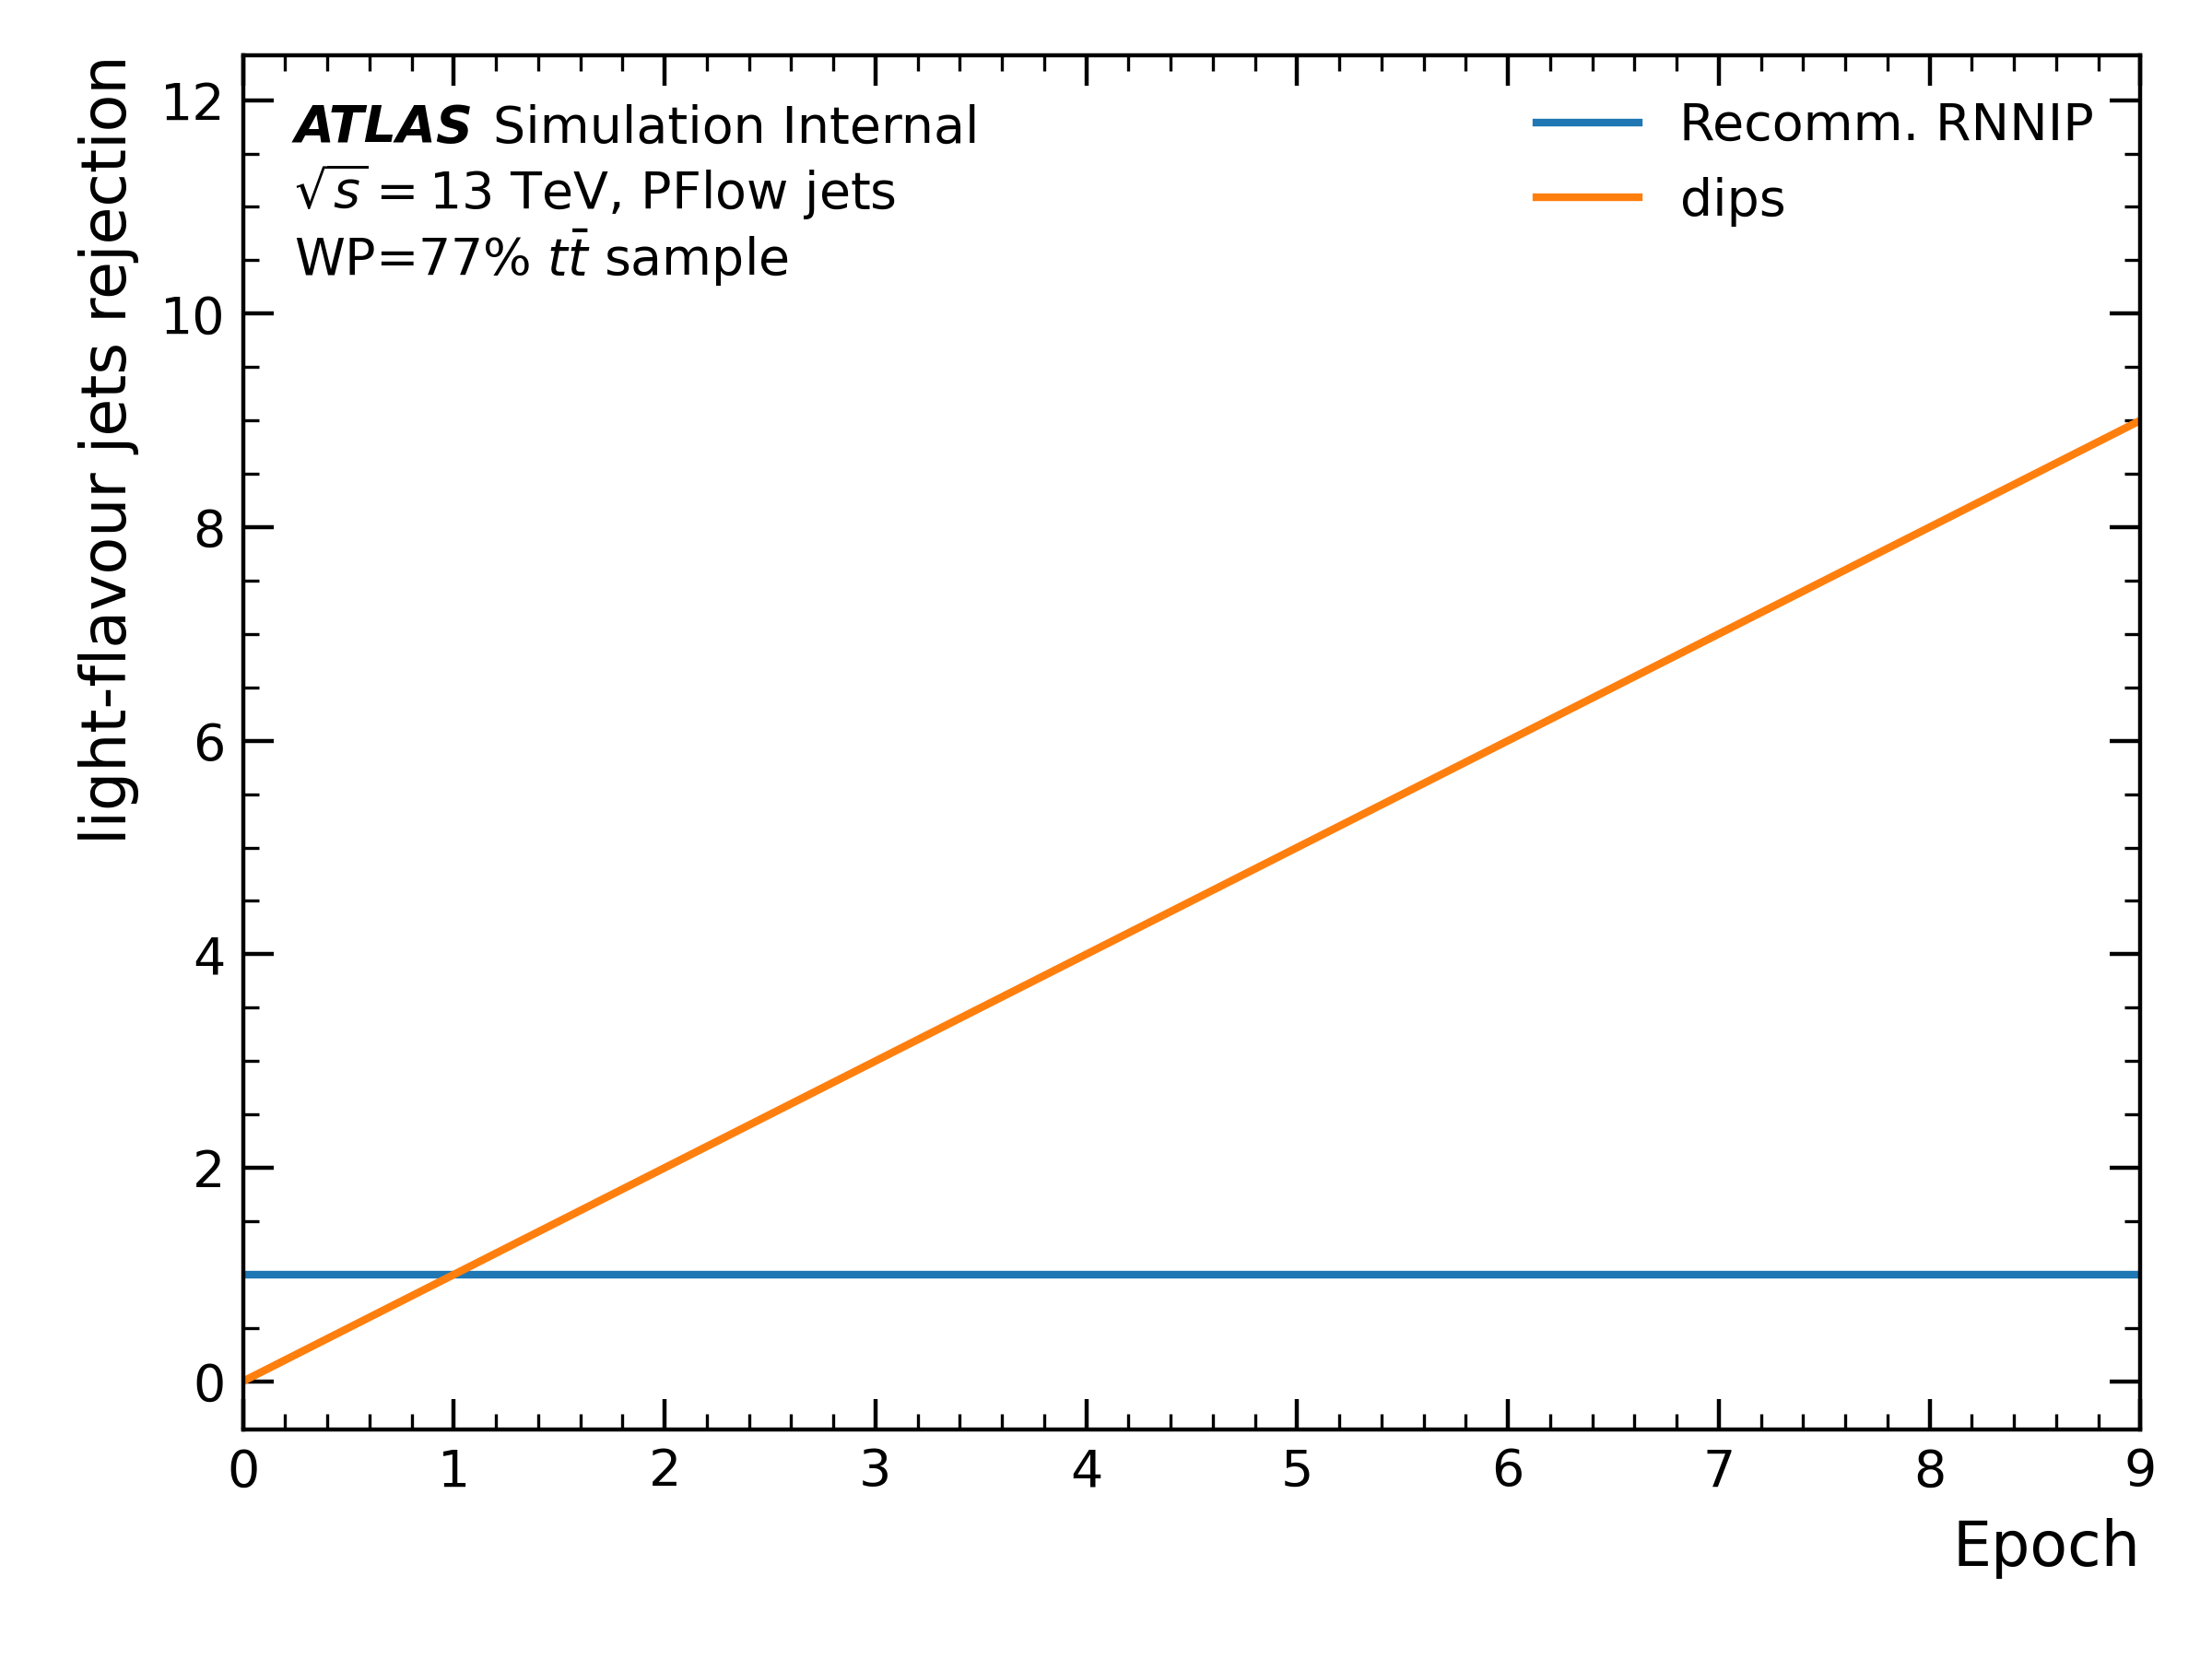 ATLAS Simulation Internal
√s = 13 TeV, PFlow jets
WP=77% tt̄ sample
Recomm. RNNIP
dips
light-flavour jets rejection
12
10
8
6
4
2
0
0 1 2 3 4 5 6 7 8 9
Epoch